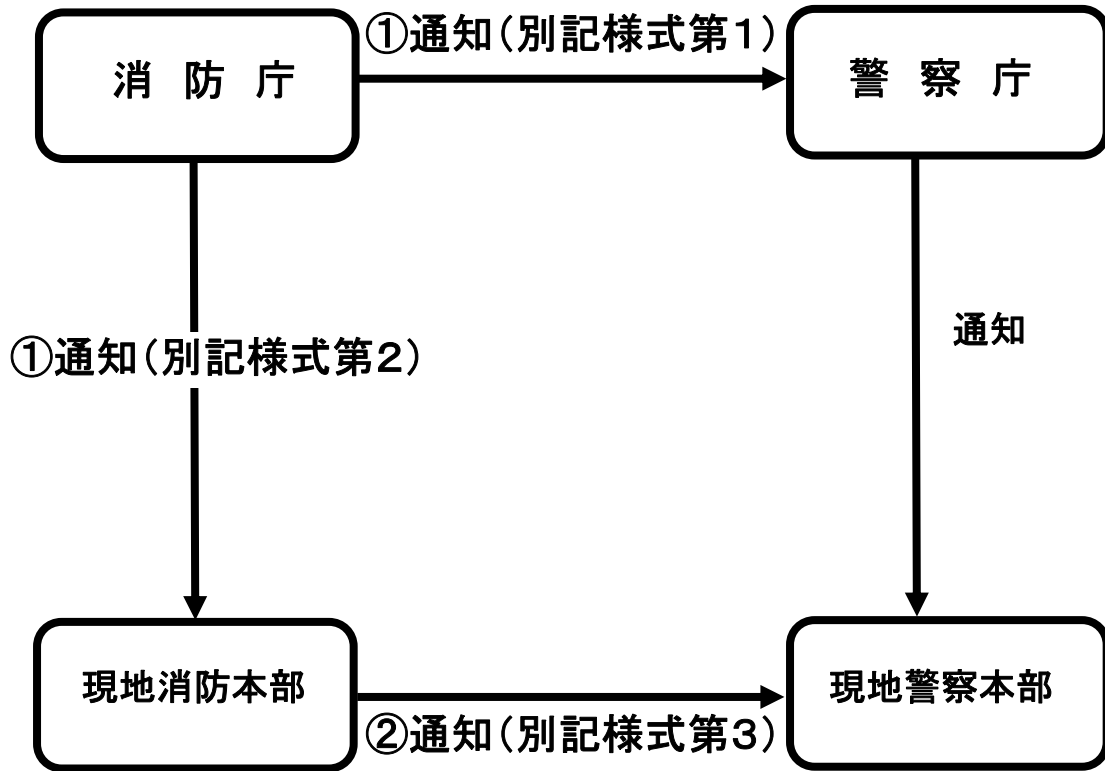 ①通知(別記様式第1)
消 防 庁
警 察 庁
①通知(別記様式第2)
通知
現地消防本部
現地警察本部
②通知(別記様式第3)